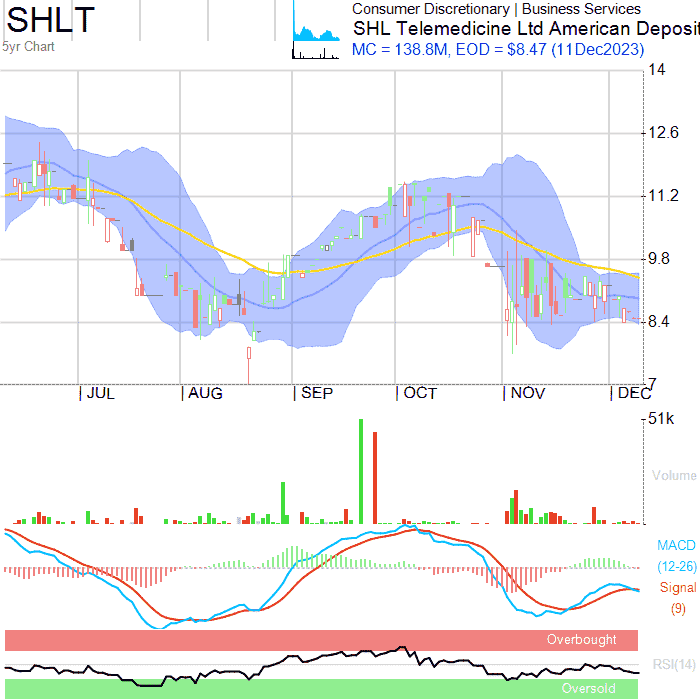 SHLT
5yr Chart
Consumer Discretionary | Business Services
SHL Telemedicine Ltd American Deposit
MC = 138.8M, EOD = $8.47 (11Dec2023)
14
12.6
11.2
9.8
8.4
7
JUL
AUG
SEP
OCT
NOV
DEC
51k
Volume
MACD
(12-26)
Signal
(9)
Overbought
RSI(14)
Oversold